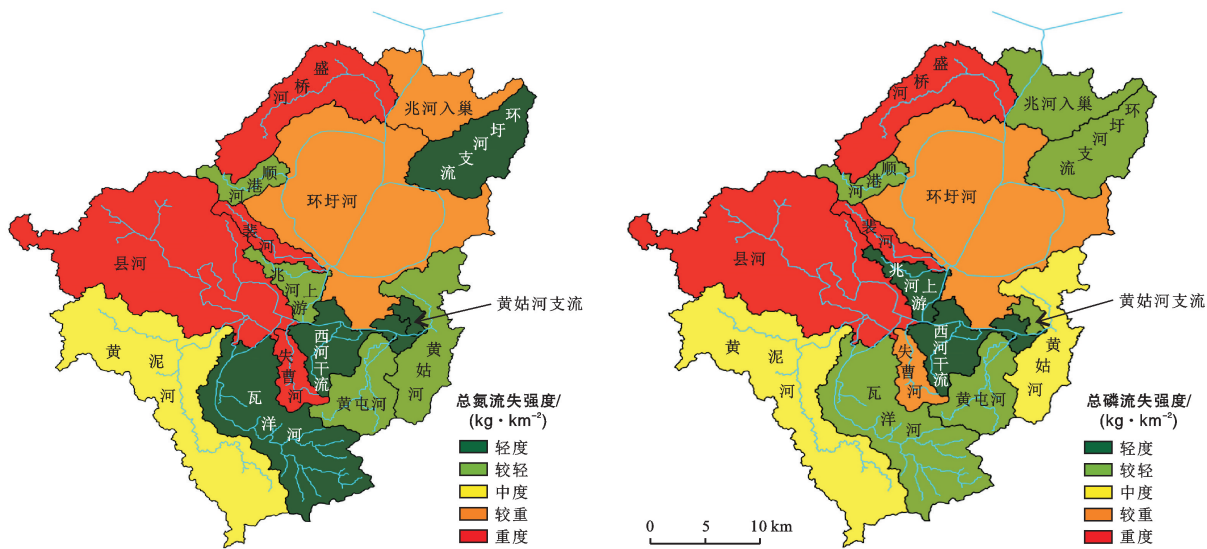 盛桥河
兆河入巢
环圩河支流
顺港河
环圩河
裴河
县河
兆河上游
黄姑河支流
西河干流
黄泥河
失曹河
黄姑河
黄屯河
瓦洋河
总氮流失强度/
(kg·km⁻²)
轻度
较轻
中度
较重
重度
盛桥河
兆河入巢
环圩河支流
顺港河
环圩河
裴河
县河
兆河上游
黄姑河支流
西河干流
黄泥河
失曹河
黄姑河
黄屯河
瓦洋河
总磷流失强度/
(kg·km⁻²)
轻度
较轻
中度
较重
重度
0 5 10 km